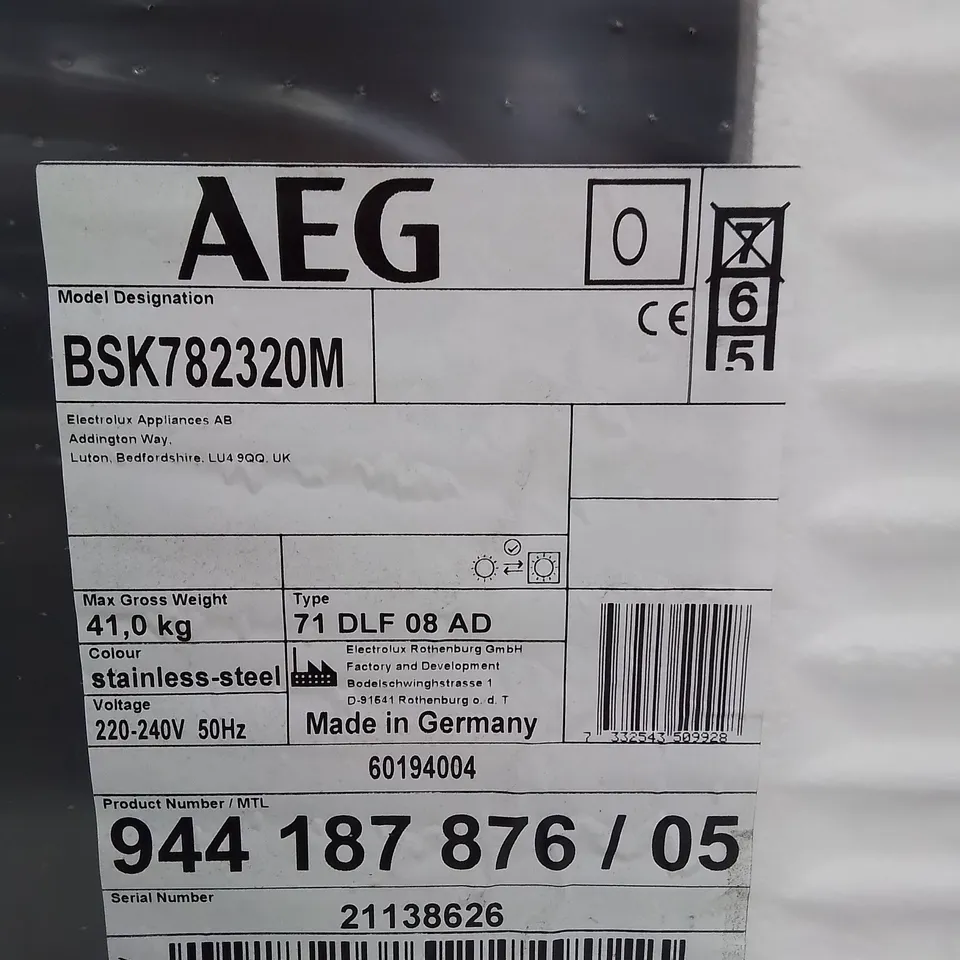 AEG
0
7
6
5
Model Designation
CE
BSK782320M
Electrolux Appliances AB
Addington Way,
Luton, Bedfordshire, LU4 9QQ, UK
Max Gross Weight
41,0 kg
Type
71 DLF 08 AD
Colour
stainless-steel
Electrolux Rothenburg GmbH
Factory and Development
Bodelschwinghstrasse 1
D-91541 Rothenburg o. d. T
Voltage
220-240V 50Hz
Made in Germany
7 332543 509928
60194004
Product Number / MTL
944 187 876 / 05
Serial Number
21138626